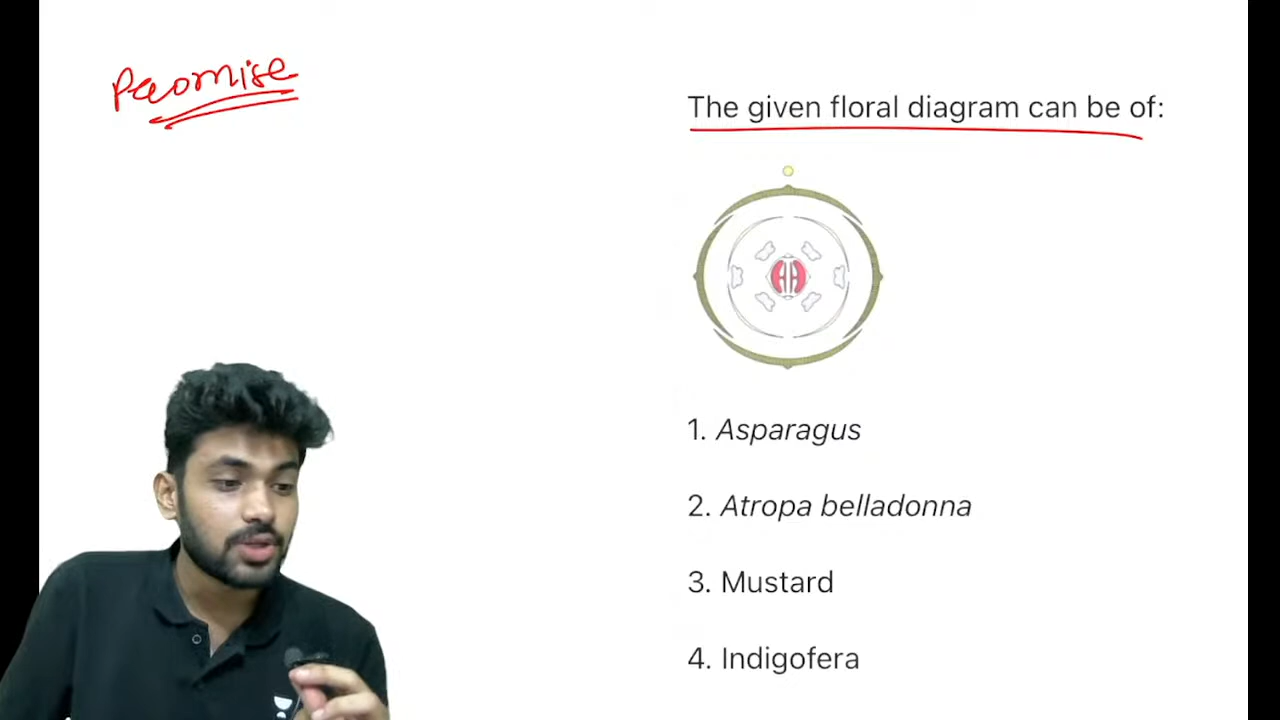 Promise
The given floral diagram can be of:
1. Asparagus
2. Atropa belladonna
3. Mustard
4. Indigofera